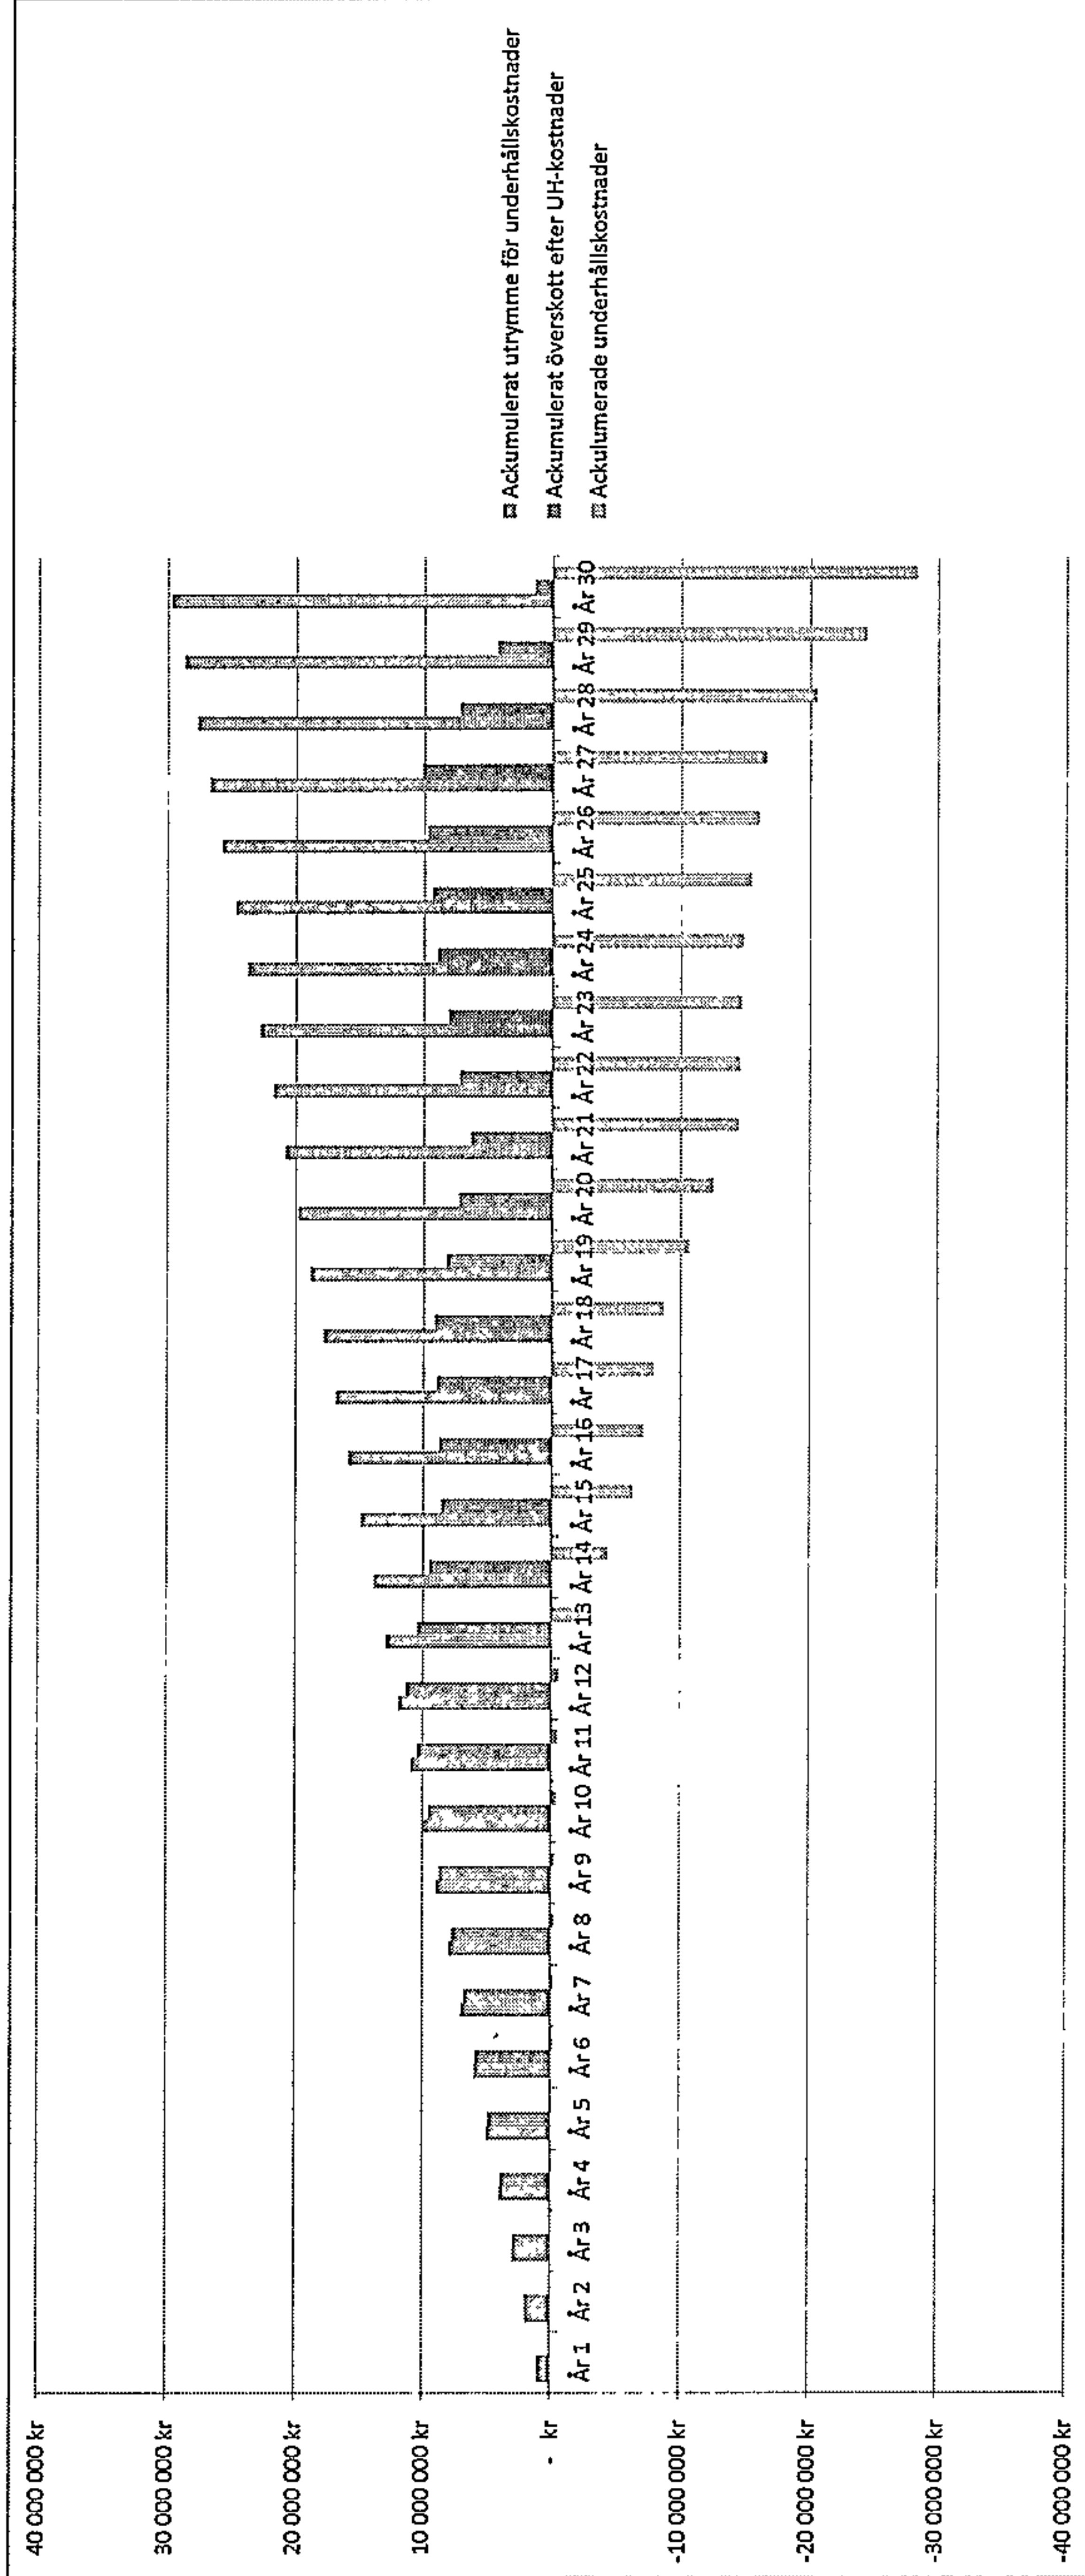 40 000 000 kr
30 000 000 kr
20 000 000 kr
10 000 000 kr
- kr
-10 000 000 kr
-20 000 000 kr
-30 000 000 kr
-40 000 000 kr
År 1 År 2 År 3 År 4 År 5 År 6 År 7 År 8 År 9 År 10 År 11 År 12 År 13 År 14 År 15 År 16 År 17 År 18 År 19 År 20 År 21 År 22 År 23 År 24 År 25 År 26 År 27 År 28 År 29 År 30
Ackumulerat utrymme för underhållskostnader
Ackumulerat överskott efter UH-kostnader
Ackulumerade underhållskostnader